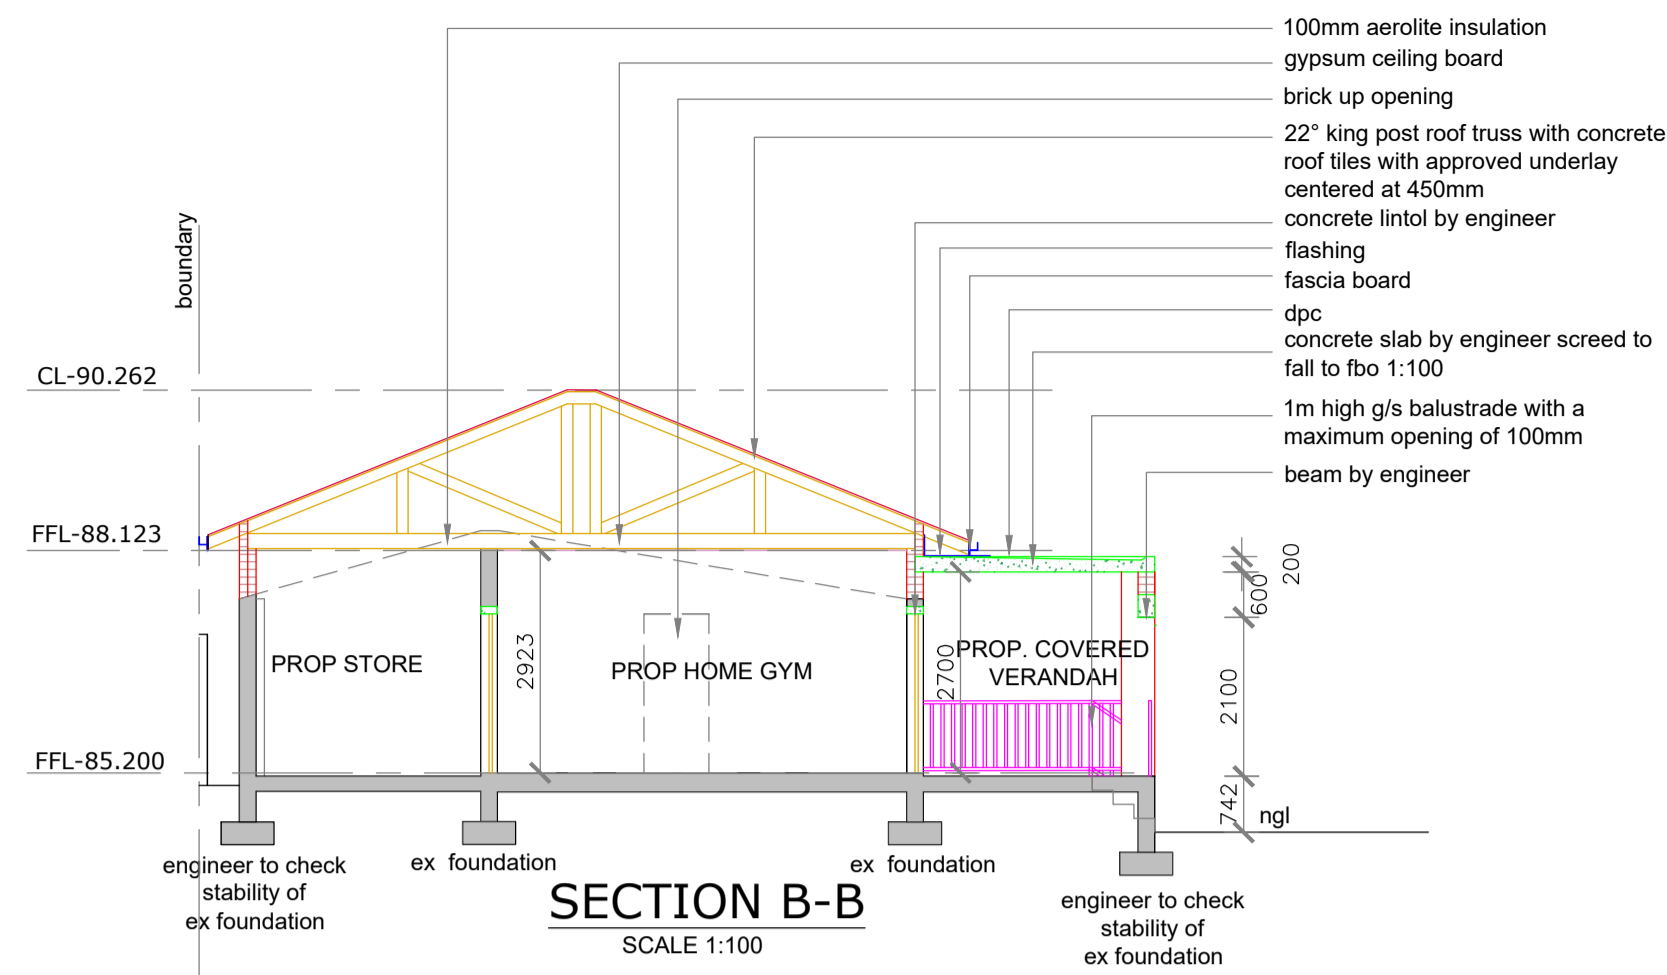 100mm aerolite insulation
gypsum ceiling board
brick up opening
22° king post roof truss with concrete
roof tiles with approved underlay
centered at 450mm
concrete lintol by engineer
flashing
fascia board
dpc
concrete slab by engineer screed to
fall to fbo 1:100
1m high g/s balustrade with a
maximum opening of 100mm
beam by engineer
boundary
CL-90.262
FFL-88.123
FFL-85.200
PROP STORE
2923
PROP HOME GYM
2700
PROP. COVERED
VERANDAH
200
600
2100
742
ngl
engineer to check
stability of
ex foundation
ex foundation
ex foundation
engineer to check
stability of
ex foundation
SECTION B-B
SCALE 1:100